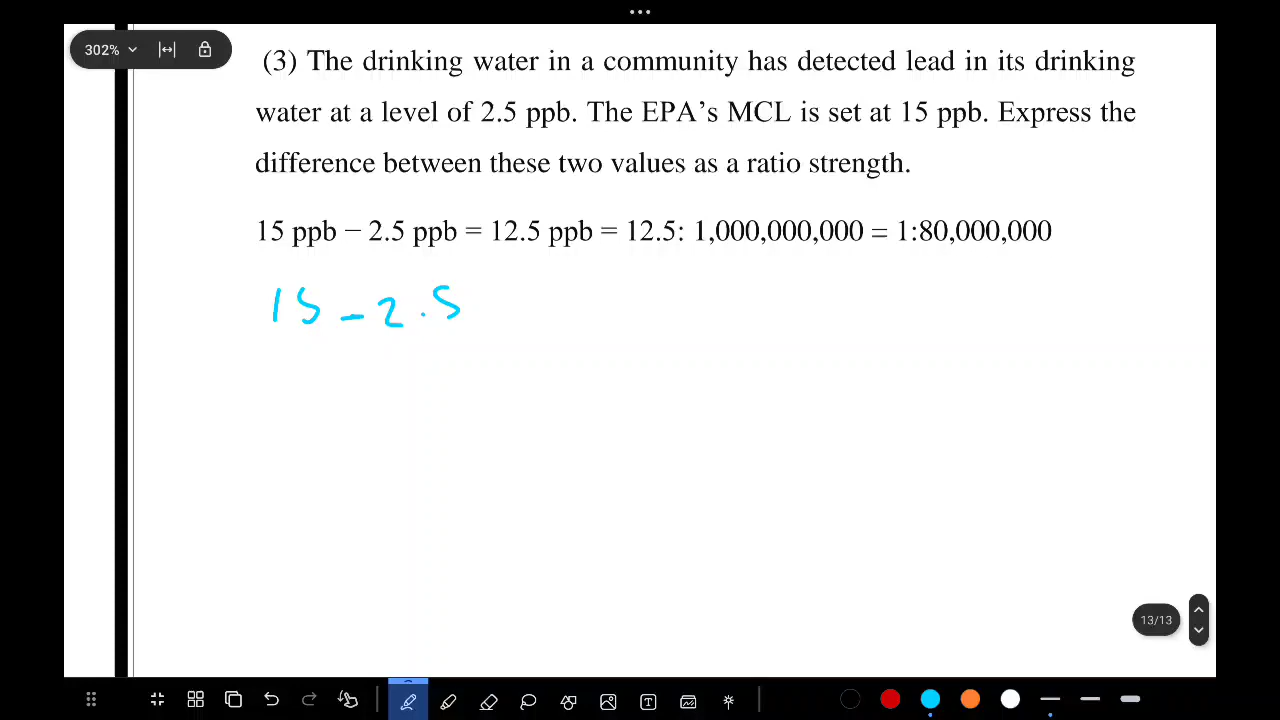 302%
(3) The drinking water in a community has detected lead in its drinking
water at a level of 2.5 ppb. The EPA’s MCL is set at 15 ppb. Express the
difference between these two values as a ratio strength.
15 ppb − 2.5 ppb = 12.5 ppb = 12.5: 1,000,000,000 = 1:80,000,000
15 - 2.5
13/13